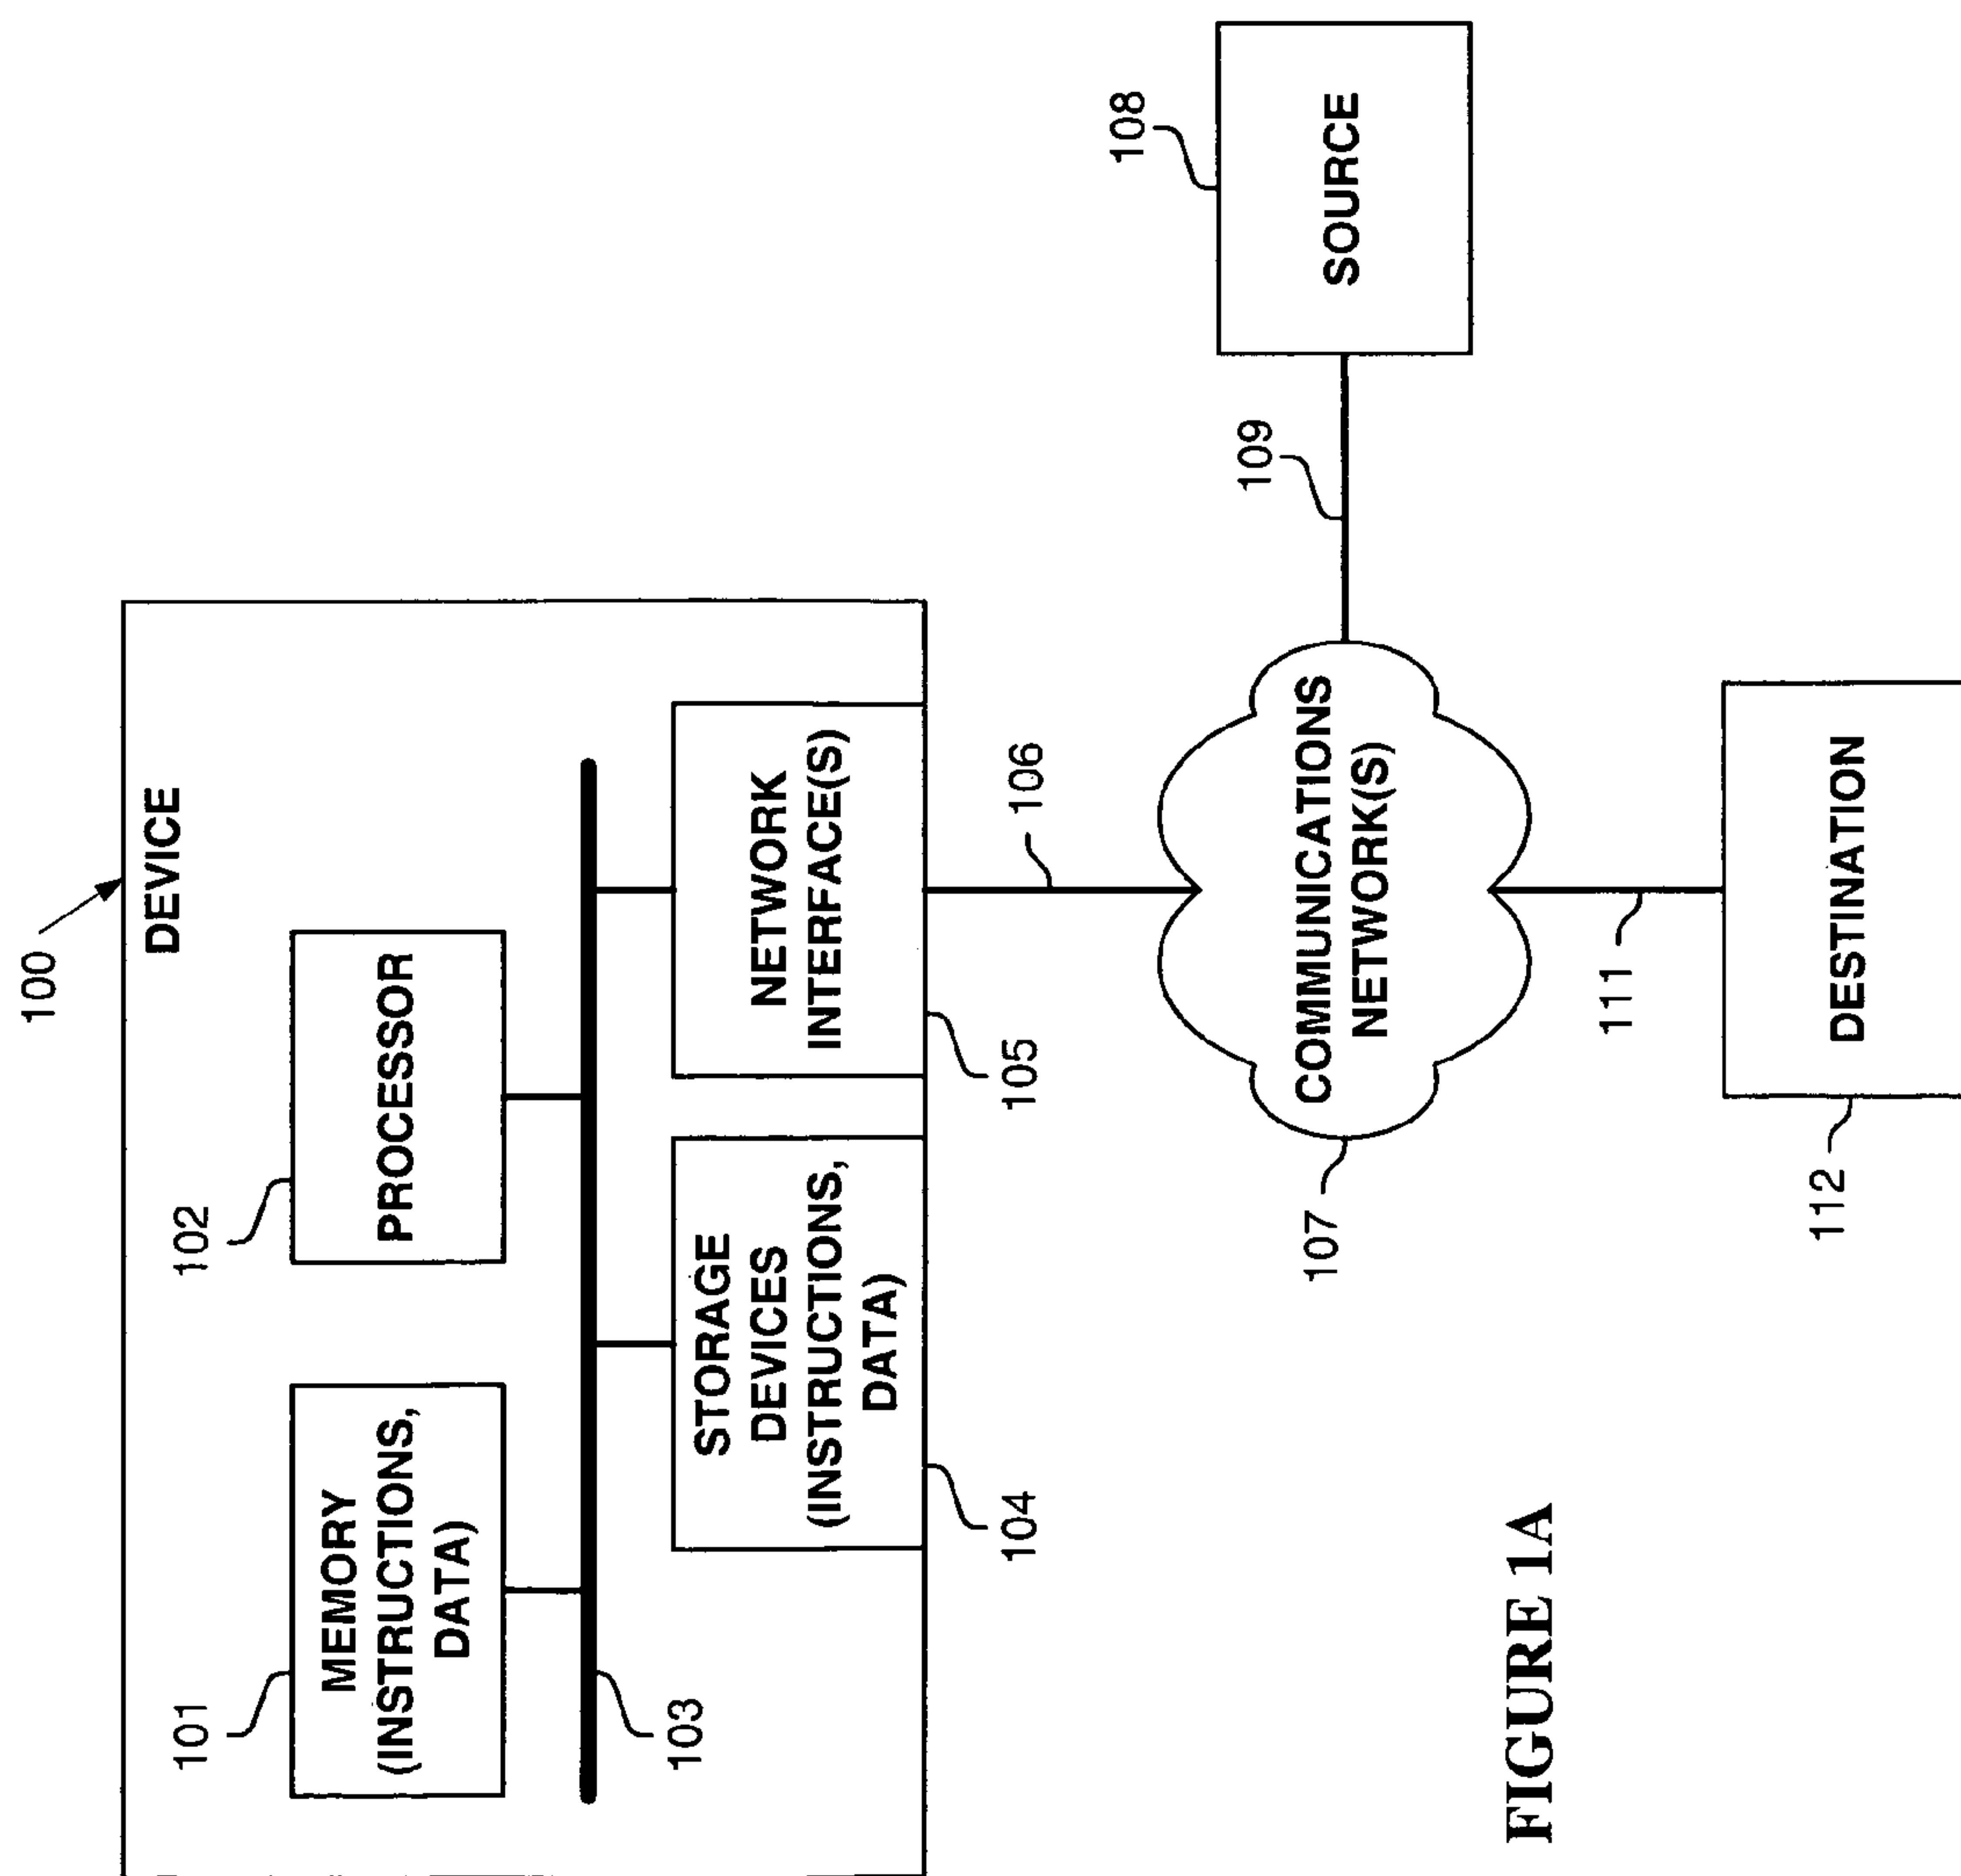 100
DEVICE
101
MEMORY
(INSTRUCTIONS,
DATA)
102
PROCESSOR
103
STORAGE
DEVICES
(INSTRUCTIONS,
DATA)
104
NETWORK
INTERFACE(S)
105
106
COMMUNICATIONS
NETWORK(S)
107
108
SOURCE
109
111
DESTINATION
112
FIGURE 1A